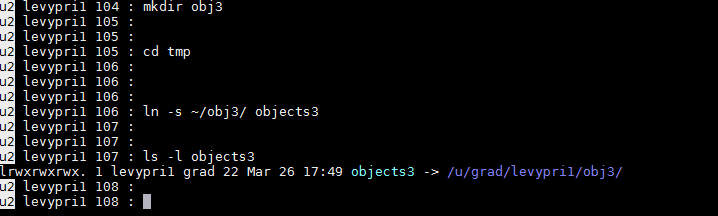 u2 levypri1 104 : mkdir obj3
u2 levypri1 105 :
u2 levypri1 105 :
u2 levypri1 105 : cd tmp
u2 levypri1 106 :
u2 levypri1 106 :
u2 levypri1 106 :
u2 levypri1 106 : ln -s ~/obj3/ objects3
u2 levypri1 107 :
u2 levypri1 107 :
u2 levypri1 107 : ls -l objects3
lrwxrwxrwx. 1 levypri1 grad 22 Mar 26 17:49 objects3 -> /u/grad/levypri1/obj3/
u2 levypri1 108 :
u2 levypri1 108 :